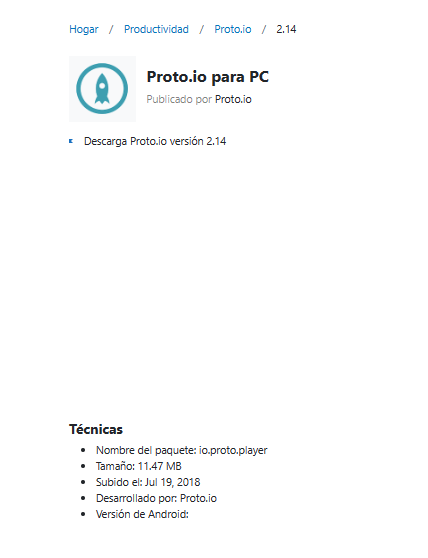 Hogar / Productividad / Proto.io / 2.14
Proto.io para PC
Publicado por Proto.io
Descarga Proto.io versión 2.14
Técnicas
Nombre del paquete: io.proto.player
Tamaño: 11.47 MB
Subido el: Jul 19, 2018
Desarrollado por: Proto.io
Versión de Android: